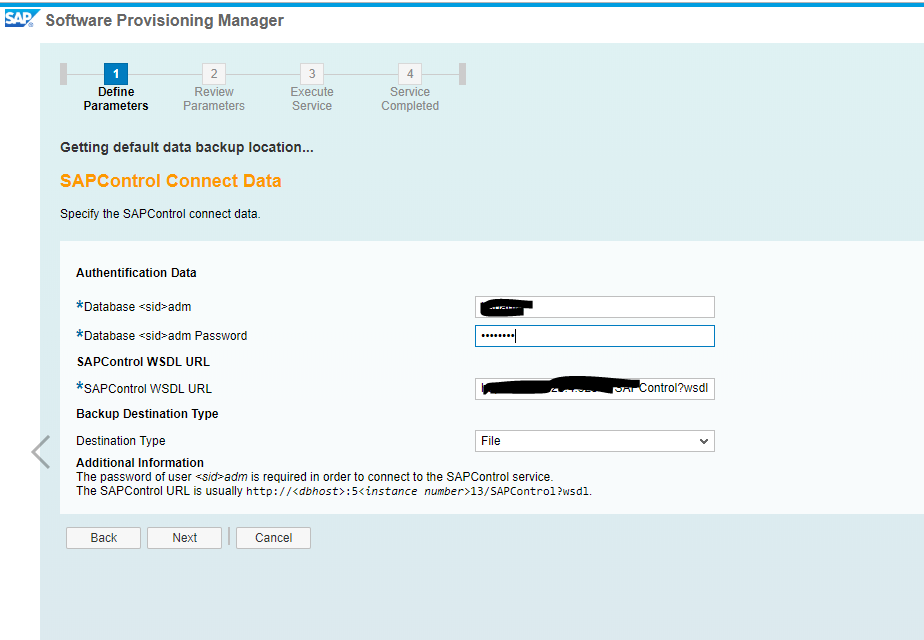 SAP Software Provisioning Manager
1 2 3 4
Define Parameters
Review Parameters
Execute Service
Service Completed
Getting default data backup location...
SAPControl Connect Data
Specify the SAPControl connect data.
Authentification Data
*Database <sid>adm
*Database <sid>adm Password ••••••••
SAPControl WSDL URL
*SAPControl WSDL URL SAPControl?wsdl
Backup Destination Type
Destination Type File
Additional Information
The password of user <sid>adm is required in order to connect to the SAPControl service.
The SAPControl URL is usually http://<dbhost>:5<instance number>13/SAPControl?wsdl.
Back Next Cancel